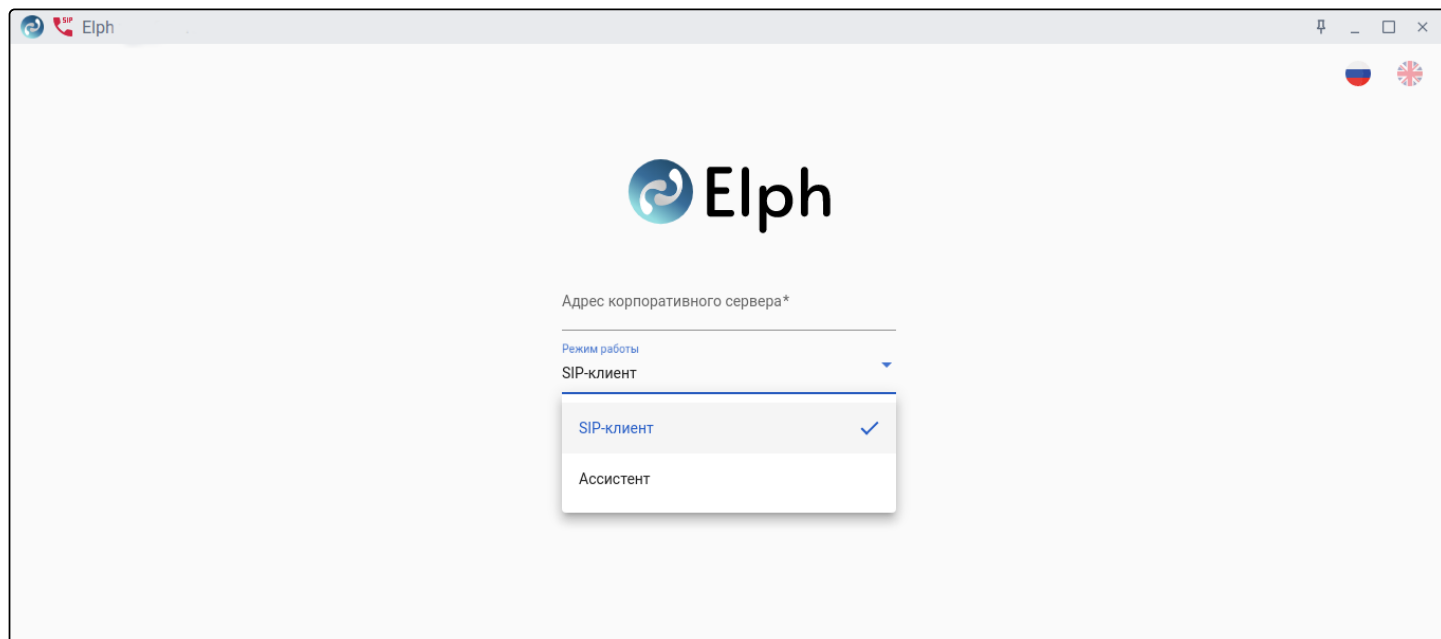 SIP
Elph
Elph
Адрес корпоративного сервера*
Режим работы
SIP-клиент
SIP-клиент
Ассистент